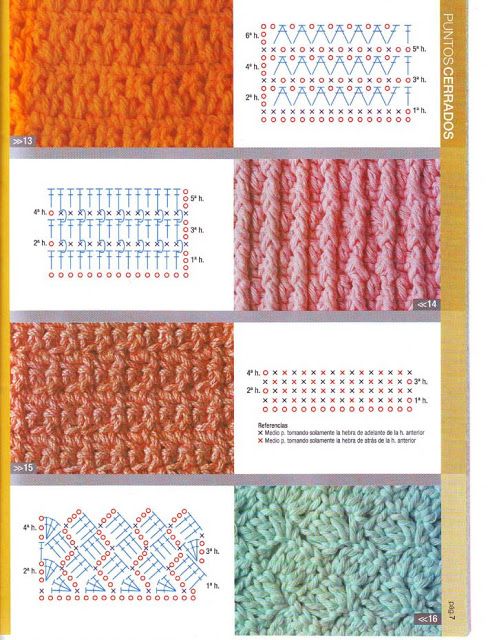 PUNTOS CERRADOS
6ª h.
5ª h.
4ª h.
3ª h.
2ª h.
1ª h.
>>13
5ª h.
4ª h.
3ª h.
2ª h.
1ª h.
<<14
>>15
4ª h.
3ª h.
2ª h.
1ª h.
Referencias
× Medio p. tomando solamente la hebra de adelante de la h. anterior
× Medio p. tomando solamente la hebra de atrás de la h. anterior
4ª h.
3ª h.
2ª h.
1ª h.
<<16
pág. 7